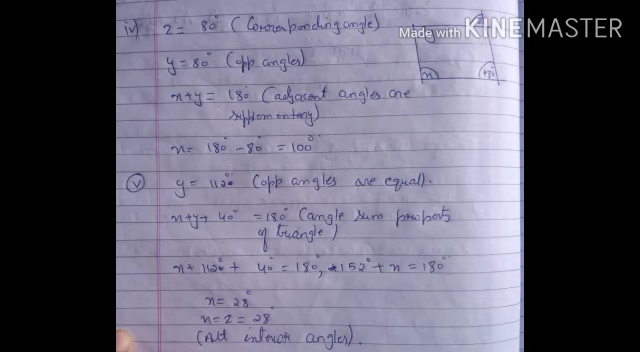 Made with KINEMASTER
iv) z = 80° (Corresponding angle)
y = 80° (opp angles)
x+y = 180 (adjacent angles are supplementary)
x = 180° - 80° = 100°
y
x
80°
v) y = 112° (opp angles are equal).
x+y+ 40° = 180° (angle sum property
of triangle)
x + 112° + 40° = 180°, 152° + x = 180°
x = 28°
x = z = 28°
(Alt interior angles).